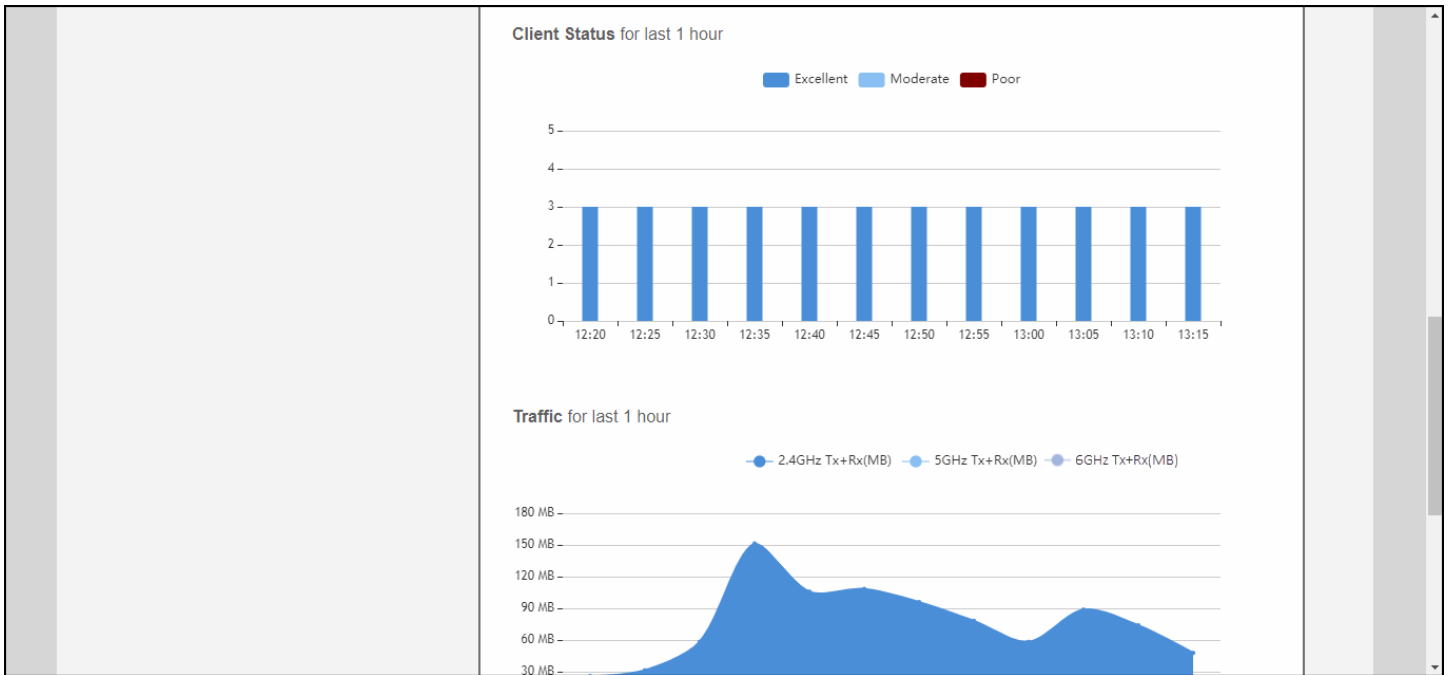 Client Status for last 1 hour
Excellent Moderate Poor
5
4
3
2
1
0
12:20 12:25 12:30 12:35 12:40 12:45 12:50 12:55 13:00 13:05 13:10 13:15
Traffic for last 1 hour
2.4GHz Tx+Rx(MB) 5GHz Tx+Rx(MB) 6GHz Tx+Rx(MB)
180 MB
150 MB
120 MB
90 MB
60 MB
30 MB